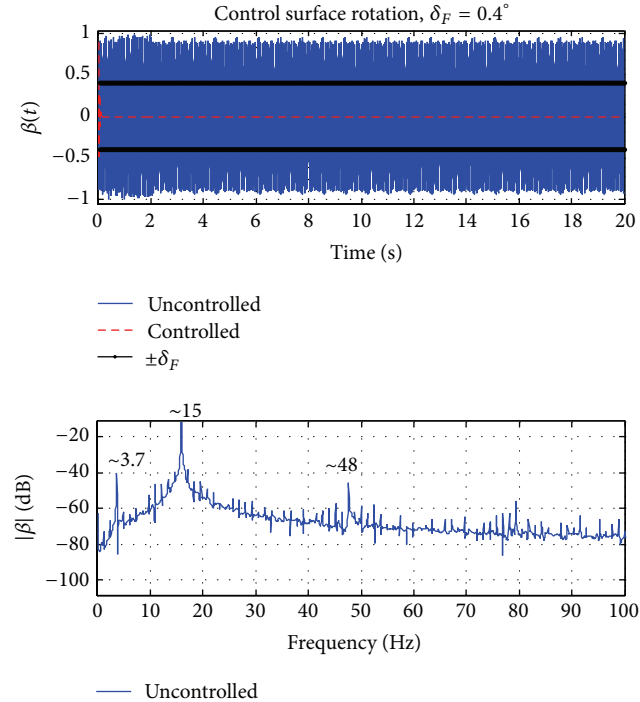 Control surface rotation, δ_F = 0.4°
1
0.5
0
−0.5
−1
β(t)
0 2 4 6 8 10 12 14 16 18 20
Time (s)
Uncontrolled
Controlled
±δ_F
~15
~3.7
~48
−20
−40
−60
−80
−100
|β| (dB)
0 10 20 30 40 50 60 70 80 90 100
Frequency (Hz)
Uncontrolled